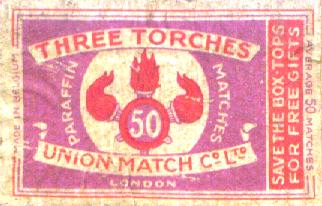 THREE TORCHES
PARAFFIN
MATCHES
50
UNION MATCH Cº LTD
LONDON
MADE IN BELGIUM
SAVE THE BOX TOPS
FOR FREE GIFTS
AVERAGE 50 MATCHES